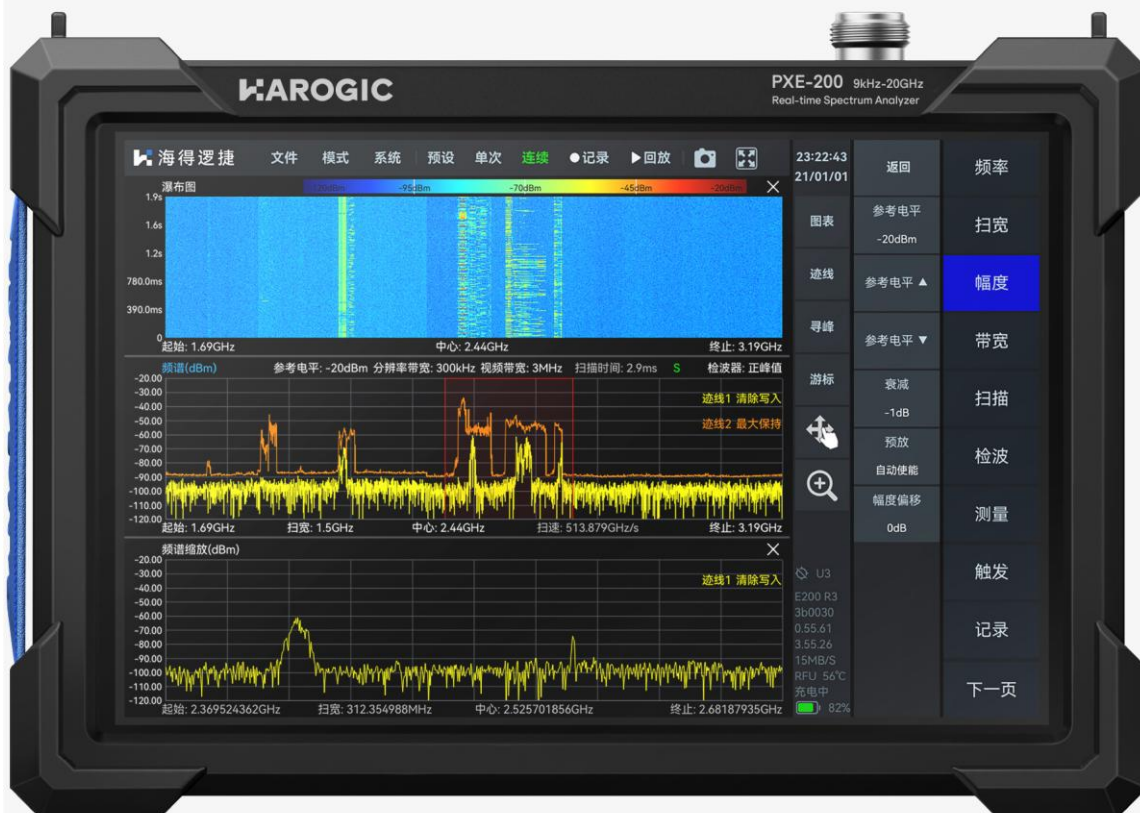 HAROGIC
PXE-200 9kHz-20GHz
Real-time Spectrum Analyzer
海得逻捷 文件 模式 系统 预设 单次 连续 ●记录 ▶回放
瀑布图
-120dBm -95dBm -70dBm -45dBm -20dBm
1.9s
1.6s
1.2s
780.0ms
390.0ms
0
起始: 1.69GHz 中心: 2.44GHz 终止: 3.19GHz
频谱(dBm) 参考电平: -20dBm 分辨率带宽: 300kHz 视频带宽: 3MHz 扫描时间: 2.9ms S 检波器: 正峰值
-20.00
-30.00
-40.00
-50.00
-60.00
-70.00
-80.00
-90.00
-100.00
-110.00
-120.00
迹线1 清除写入
迹线2 最大保持
起始: 1.69GHz 扫宽: 1.5GHz 中心: 2.44GHz 扫速: 513.879GHz/s 终止: 3.19GHz
频谱缩放(dBm)
-20.00
-30.00
-40.00
-50.00
-60.00
-70.00
-80.00
-90.00
-100.00
-110.00
-120.00
迹线1 清除写入
起始: 2.369524362GHz 扫宽: 312.354988MHz 中心: 2.525701856GHz 终止: 2.68187935GHz
23:22:43
21/01/01
图表
迹线
寻峰
游标
U3
E200 R3
3b0030
0.55.61
3.55.26
15MB/S
RFU 56℃
充电中
82%
返回
参考电平
-20dBm
参考电平 ▲
参考电平 ▼
衰减
-1dB
预放
自动使能
幅度偏移
0dB
频率
扫宽
幅度
带宽
扫描
检波
测量
触发
记录
下一页